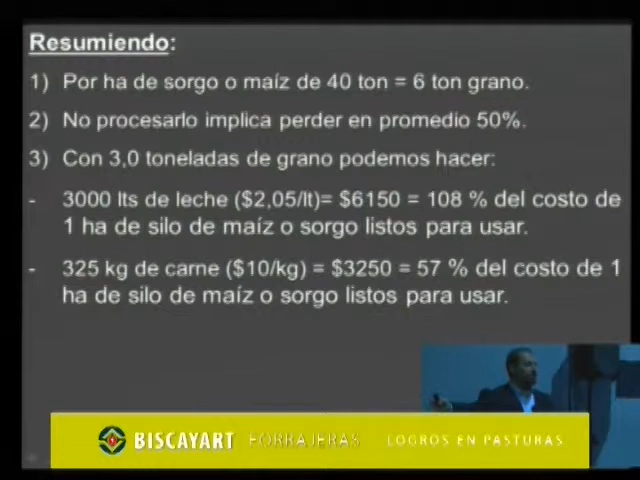 Resumiendo:
1) Por ha de sorgo o maíz de 40 ton = 6 ton grano.
2) No procesarlo implica perder en promedio 50%.
3) Con 3,0 toneladas de grano podemos hacer:
- 3000 lts de leche ($2,05/lt)= $6150 = 108 % del costo de
1 ha de silo de maíz o sorgo listos para usar.
- 325 kg de carne ($10/kg) = $3250 = 57 % del costo de 1
ha de silo de maíz o sorgo listos para usar.
BISCAYART FORRAJERAS LOGROS EN PASTURAS